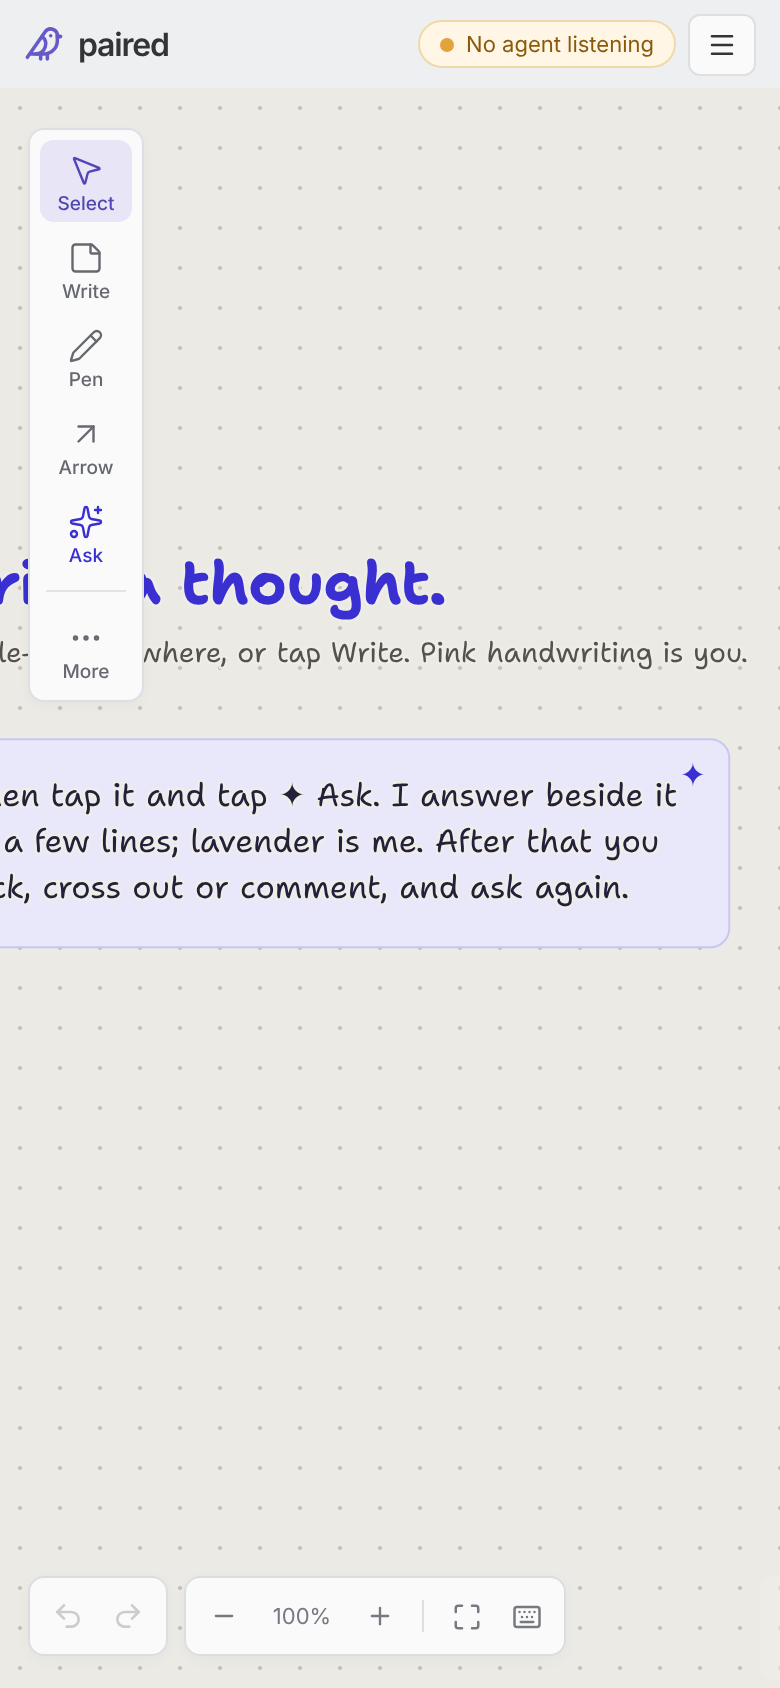 paired
No agent listening
Select
Write
Pen
Arrow
Ask
thought.
where, or tap Write. Pink handwriting is you.
More
tap it and tap ✦ Ask. I answer beside it
a few lines; lavender is me. After that you
cross out or comment, and ask again.
100%